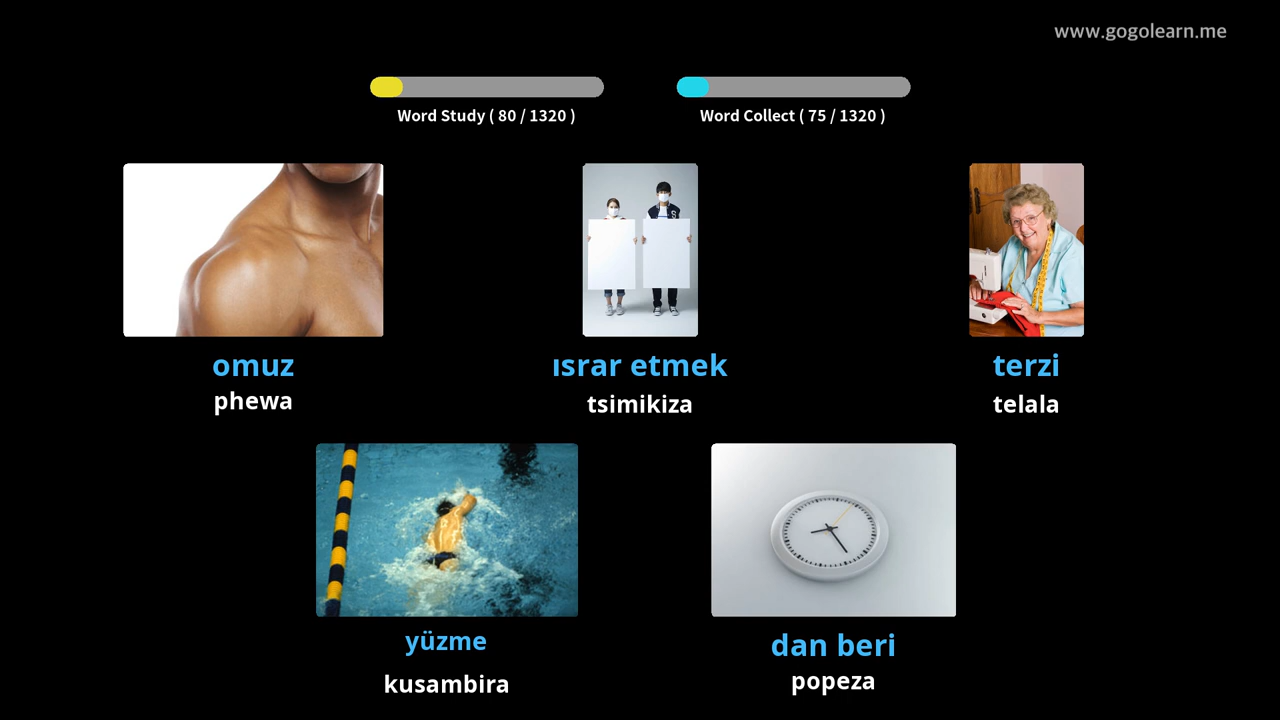 www.gogolearn.me
Word Study ( 80 / 1320 )
Word Collect ( 75 / 1320 )
omuz
phewa
ısrar etmek
tsimikiza
terzi
telala
yüzme
kusambira
dan beri
popeza